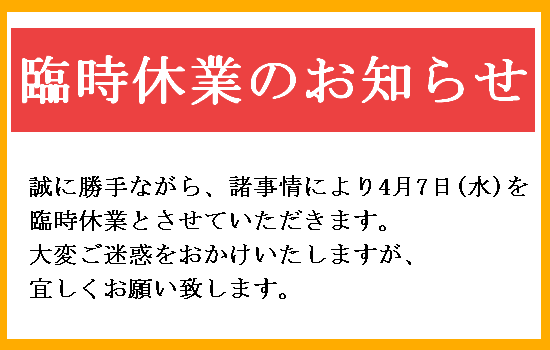 臨時休業のお知らせ
誠に勝手ながら、諸事情により4月7日(水)を
臨時休業とさせていただきます。
大変ご迷惑をおかけいたしますが、
宜しくお願い致します。